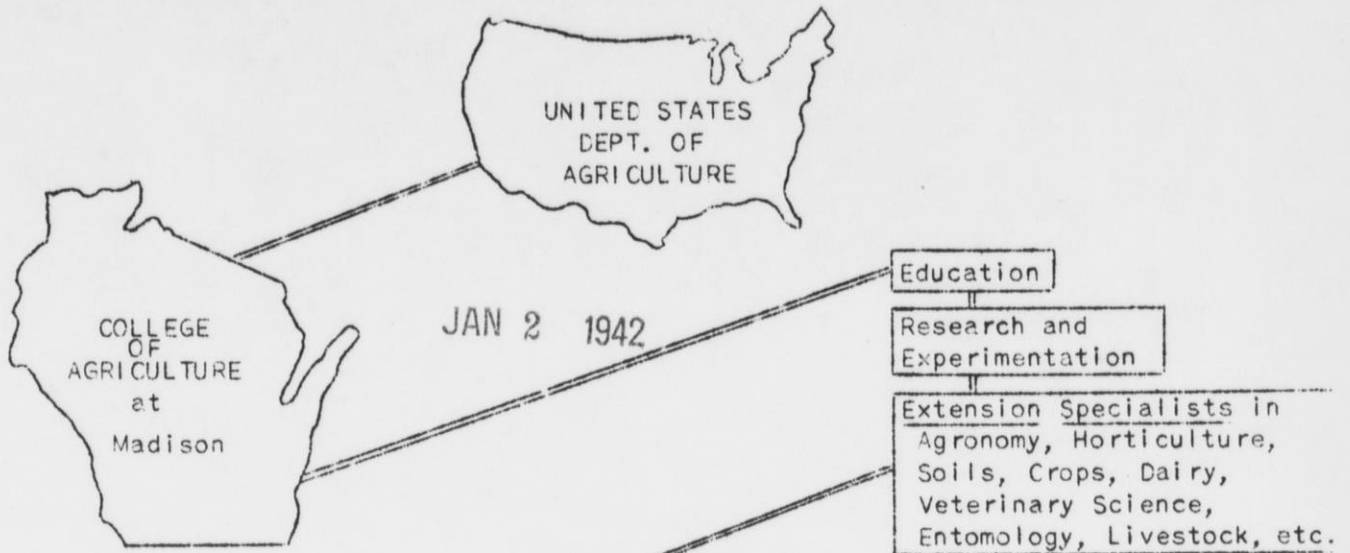 UNITED STATES
DEPT. OF
AGRICULTURE
COLLEGE
OF
AGRICULTURE
at
Madison
JAN 2 1942
Education
Research and
Experimentation
Extension Specialists in
Agronomy, Horticulture,
Soils, Crops, Dairy,
Veterinary Science,
Entomology, Livestock, etc.